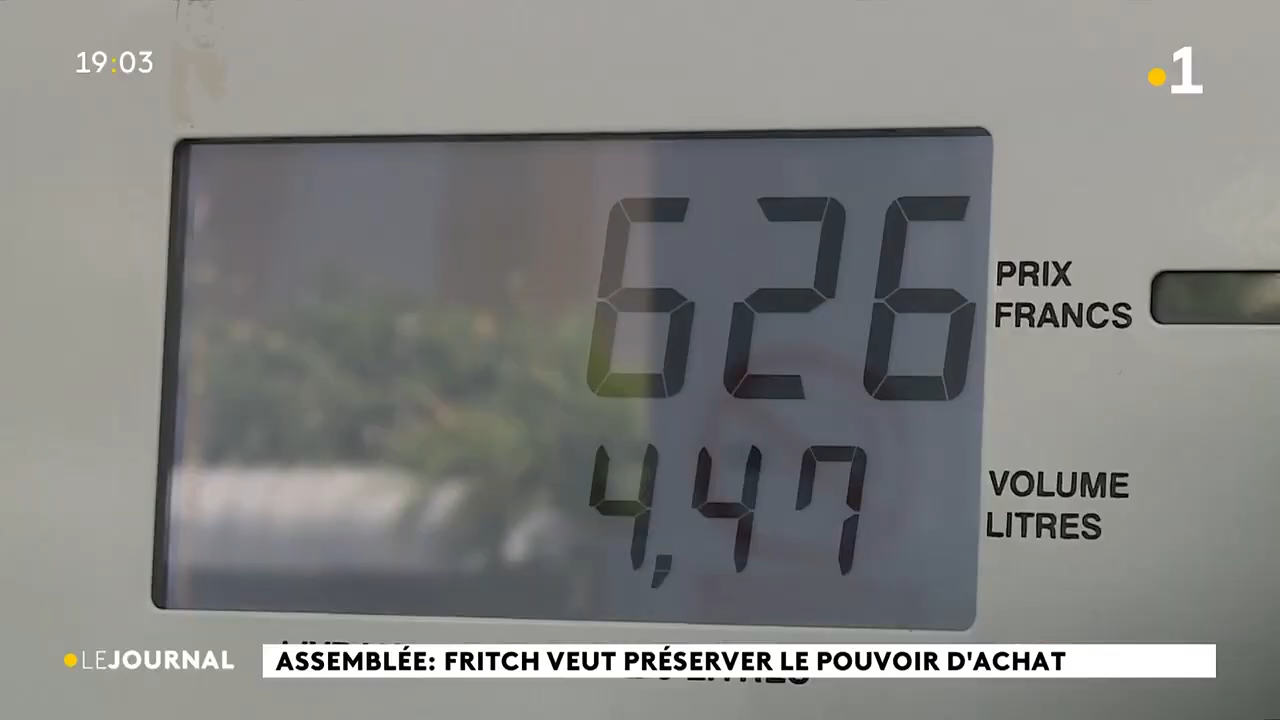 19:03
1
626
PRIX
FRANCS
4,47
VOLUME
LITRES
LEJOURNAL
ASSEMBLÉE: FRITCH VEUT PRÉSERVER LE POUVOIR D'ACHAT